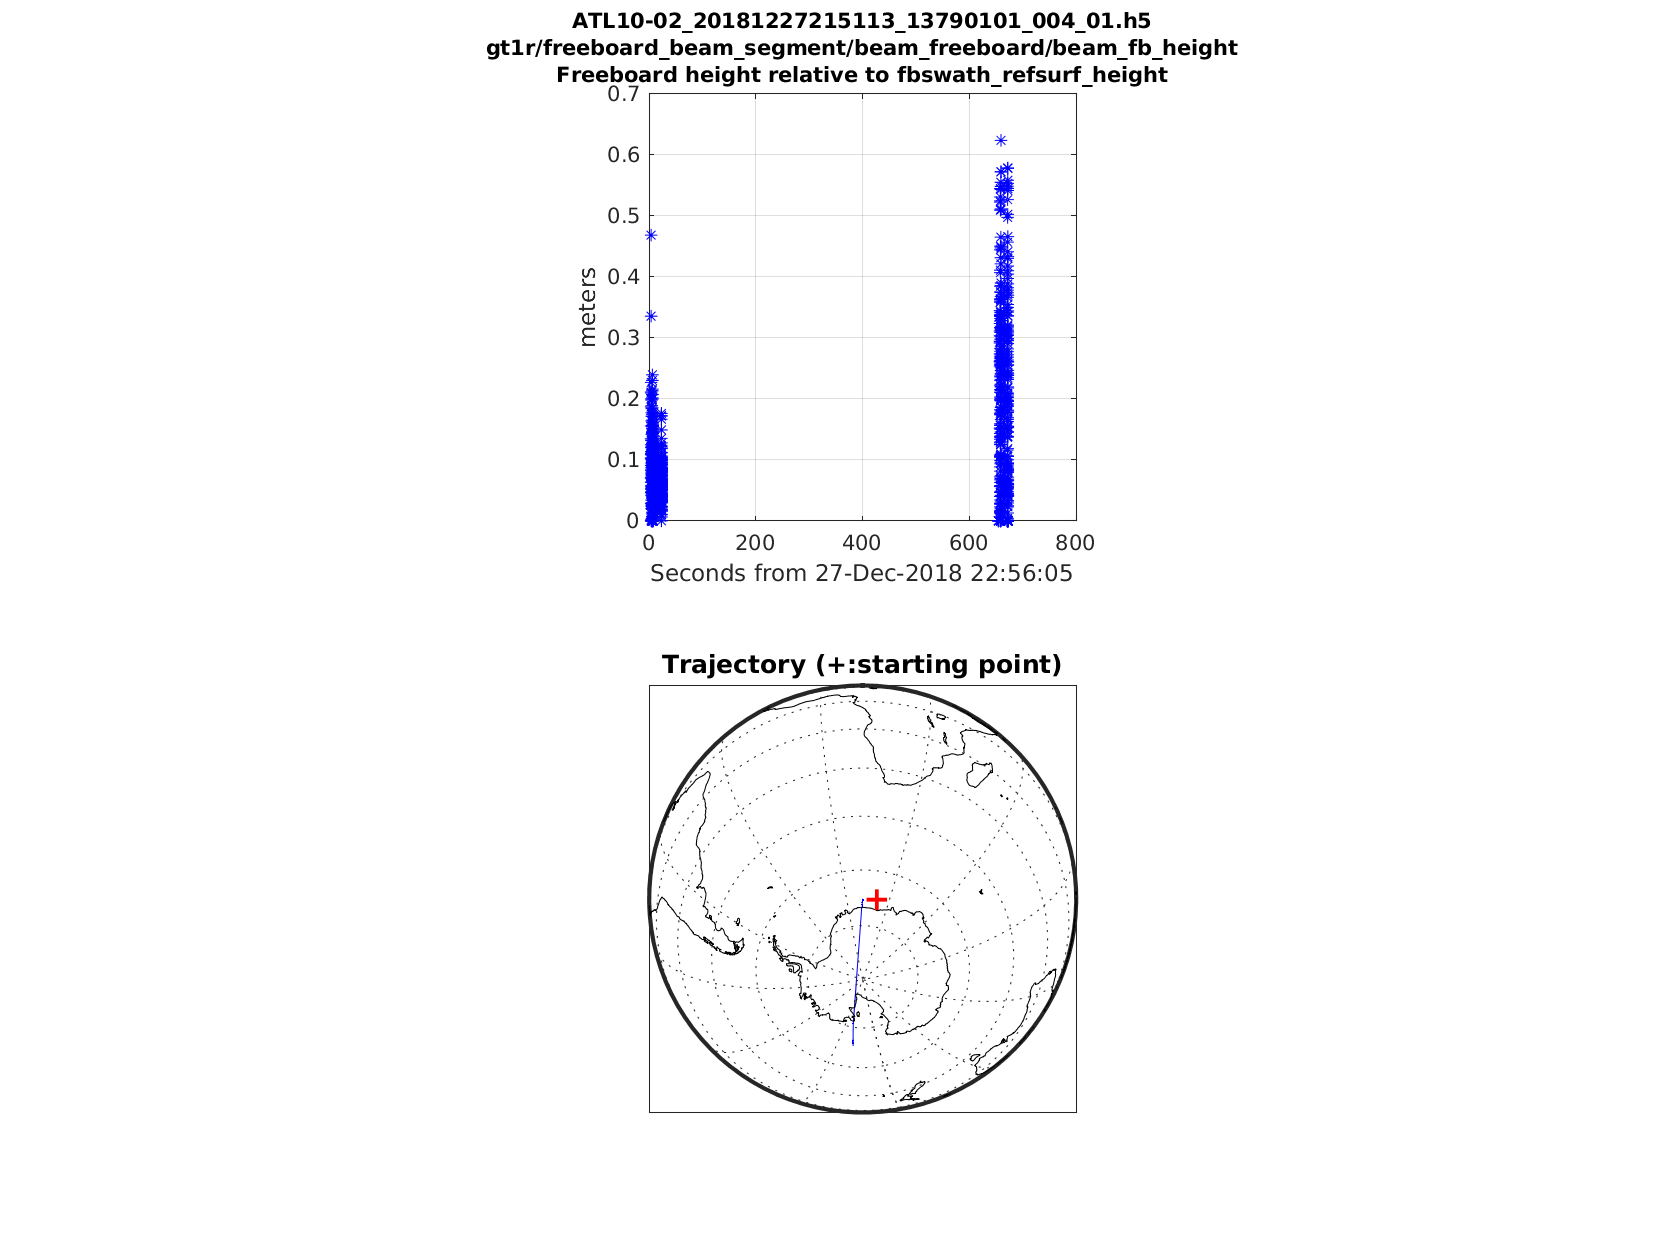 ATL10-02_20181227215113_13790101_004_01.h5
gt1r/freeboard_beam_segment/beam_freeboard/beam_fb_height
Freeboard height relative to fbswath_refsurf_height
0.7
0.6
0.5
0.4
0.3
0.2
0.1
0
meters
0 200 400 600 800
Seconds from 27-Dec-2018 22:56:05
Trajectory (+:starting point)